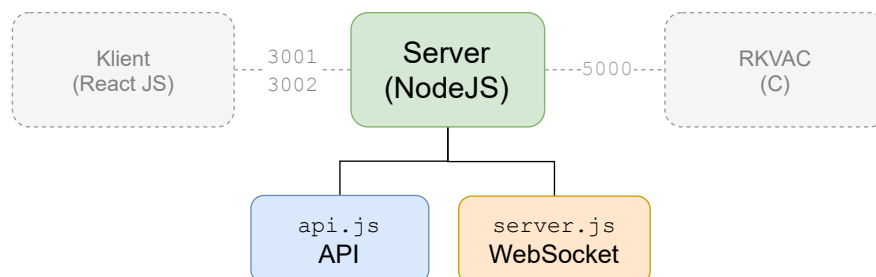 Klient
(React JS)
3001
3002
Server
(NodeJS)
5000
RKVAC
(C)
api.js
API
server.js
WebSocket